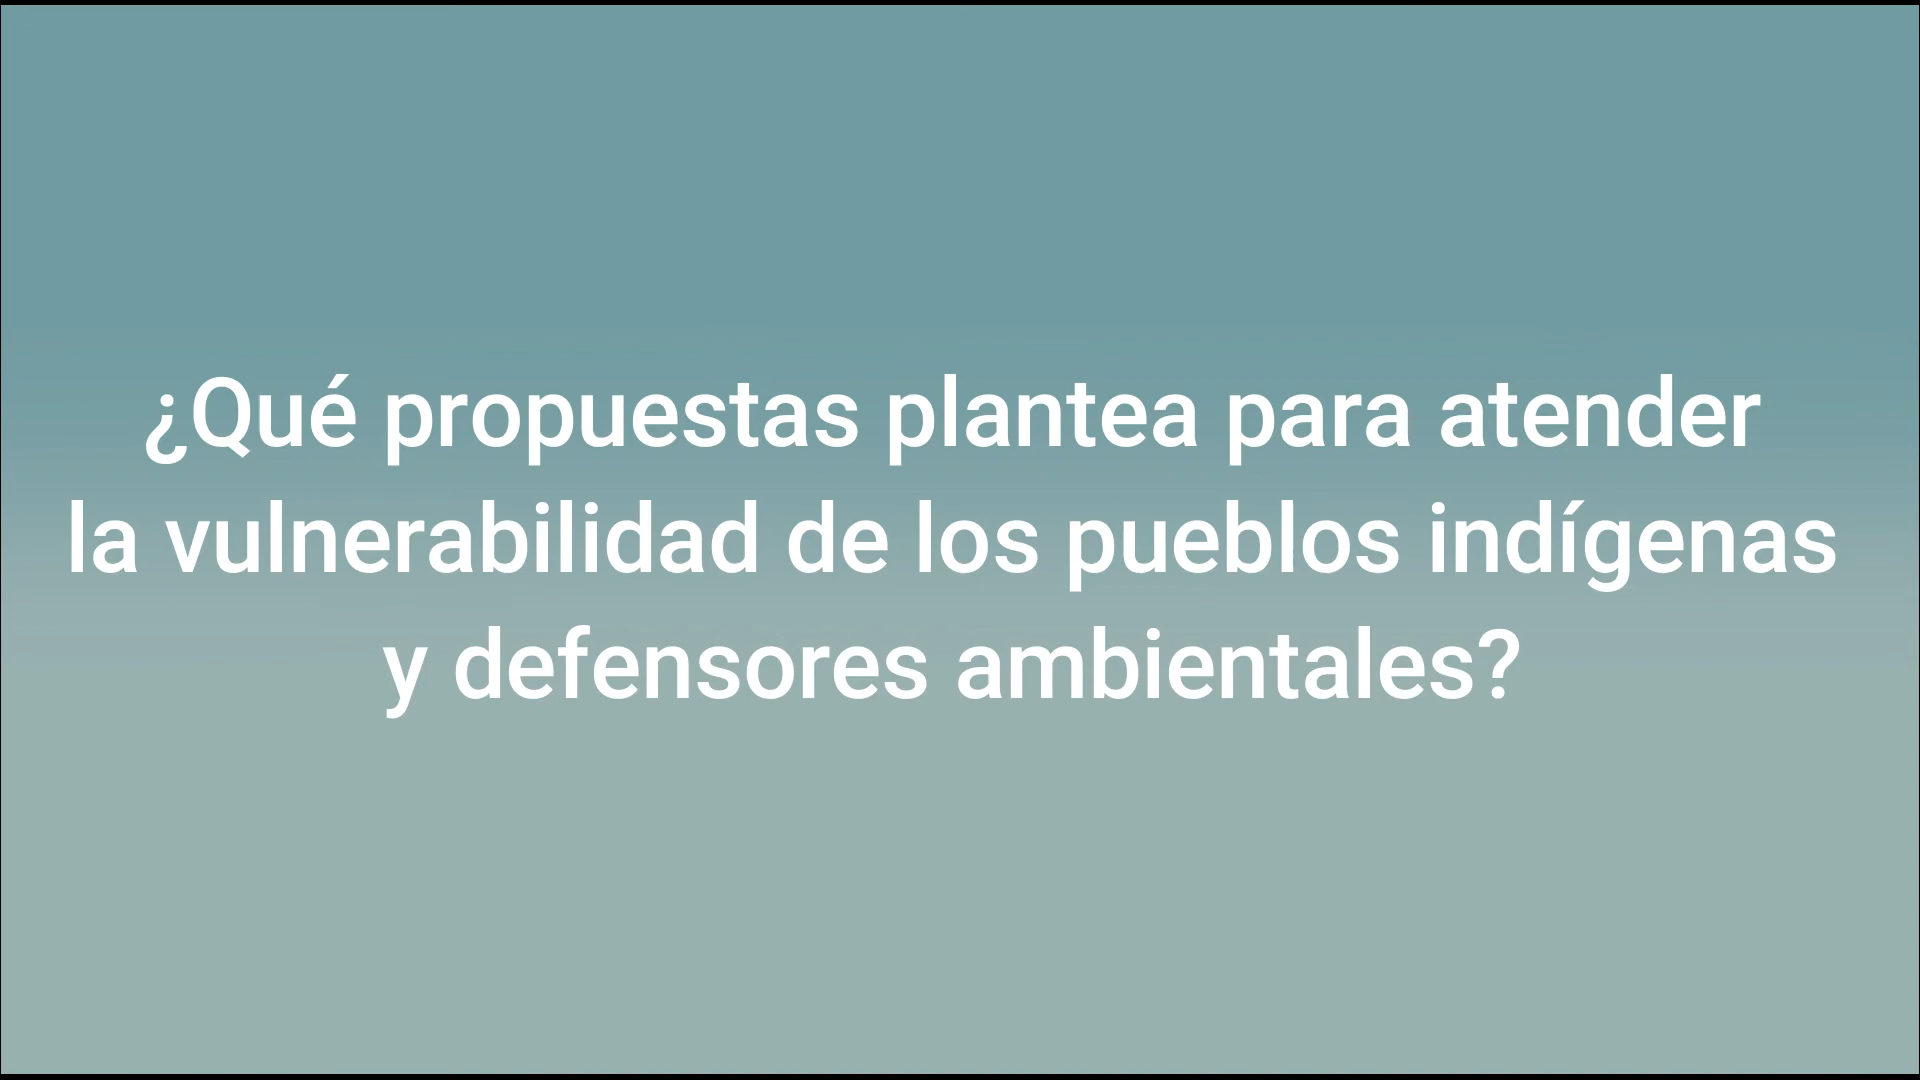 ¿Qué propuestas plantea para atender
la vulnerabilidad de los pueblos indígenas
y defensores ambientales?